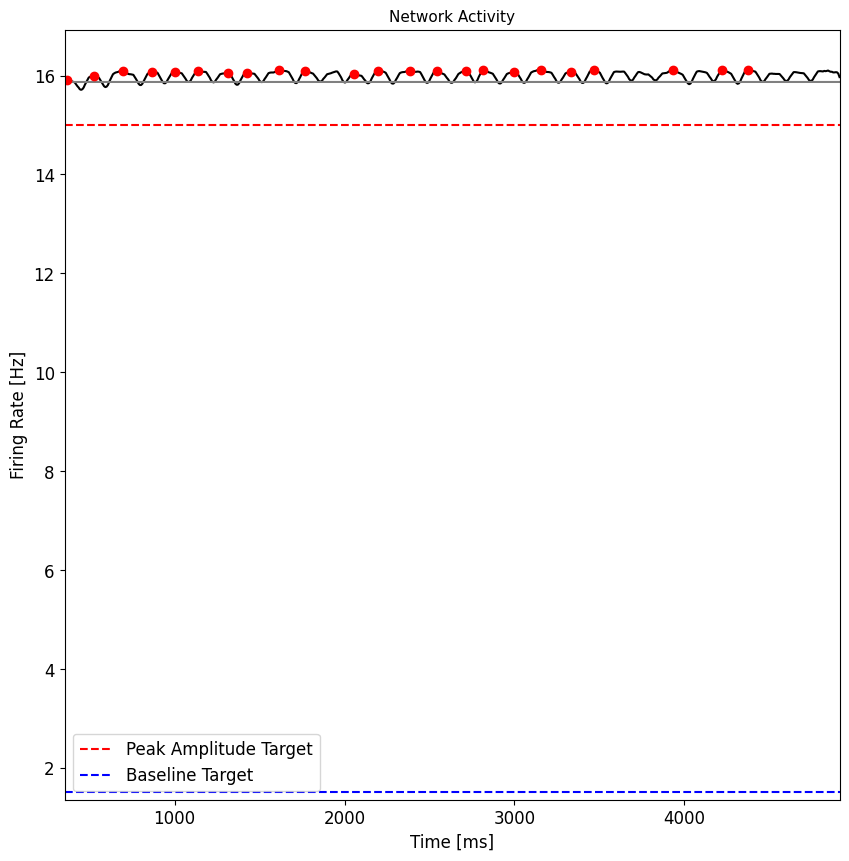 Network Activity
16
14
12
10
8
6
4
2
Firing Rate [Hz]
Peak Amplitude Target
Baseline Target
1000
2000
3000
4000
Time [ms]